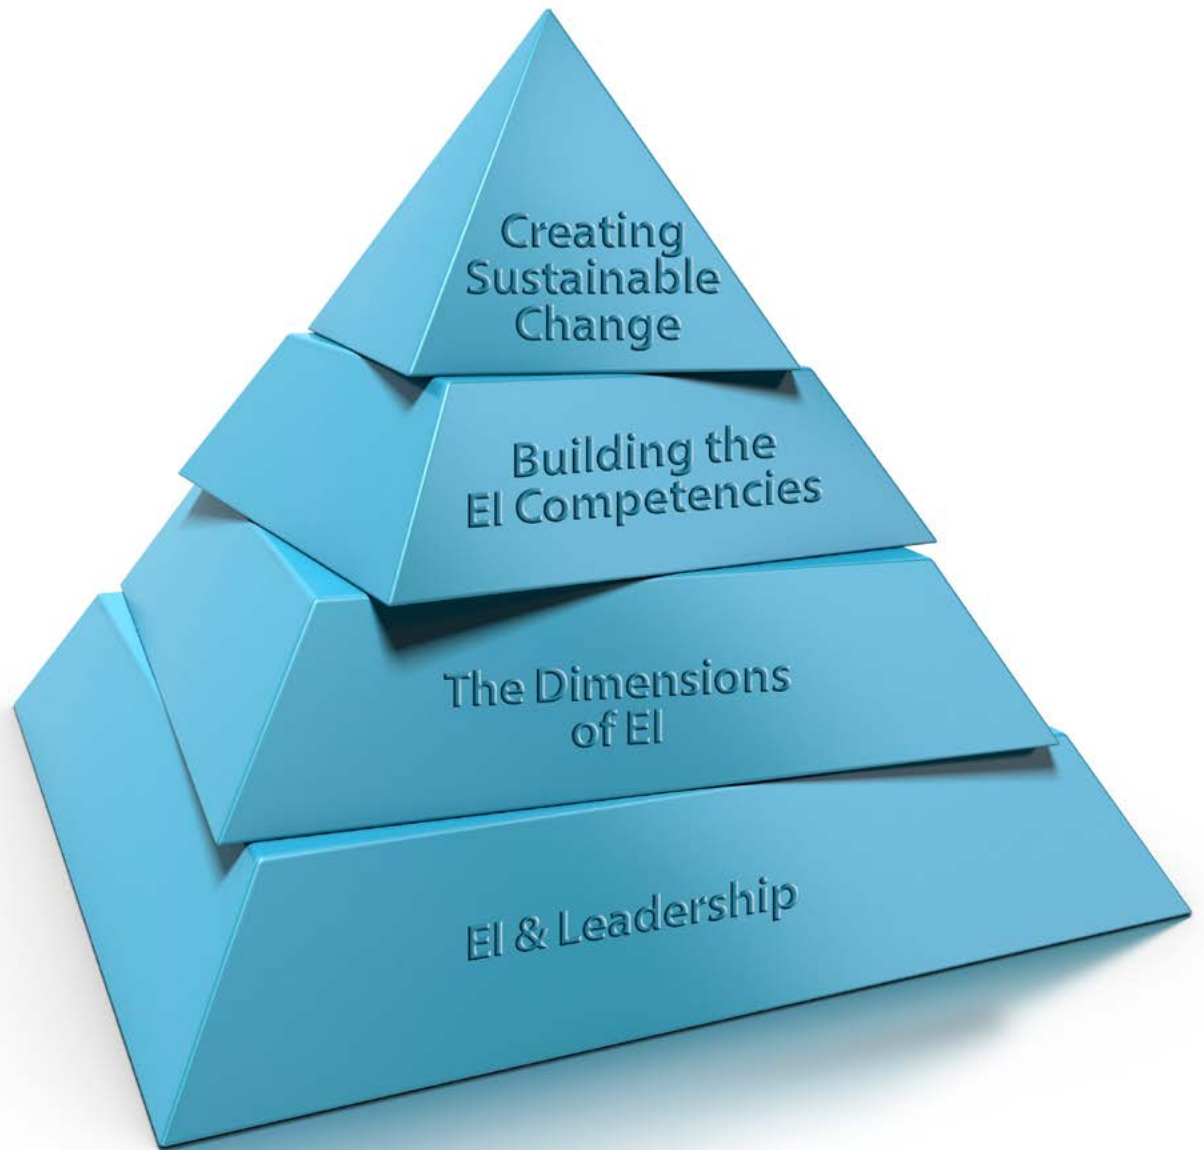 Creating
Sustainable
Change
Building the
EI Competencies
The Dimensions
of EI
EI & Leadership